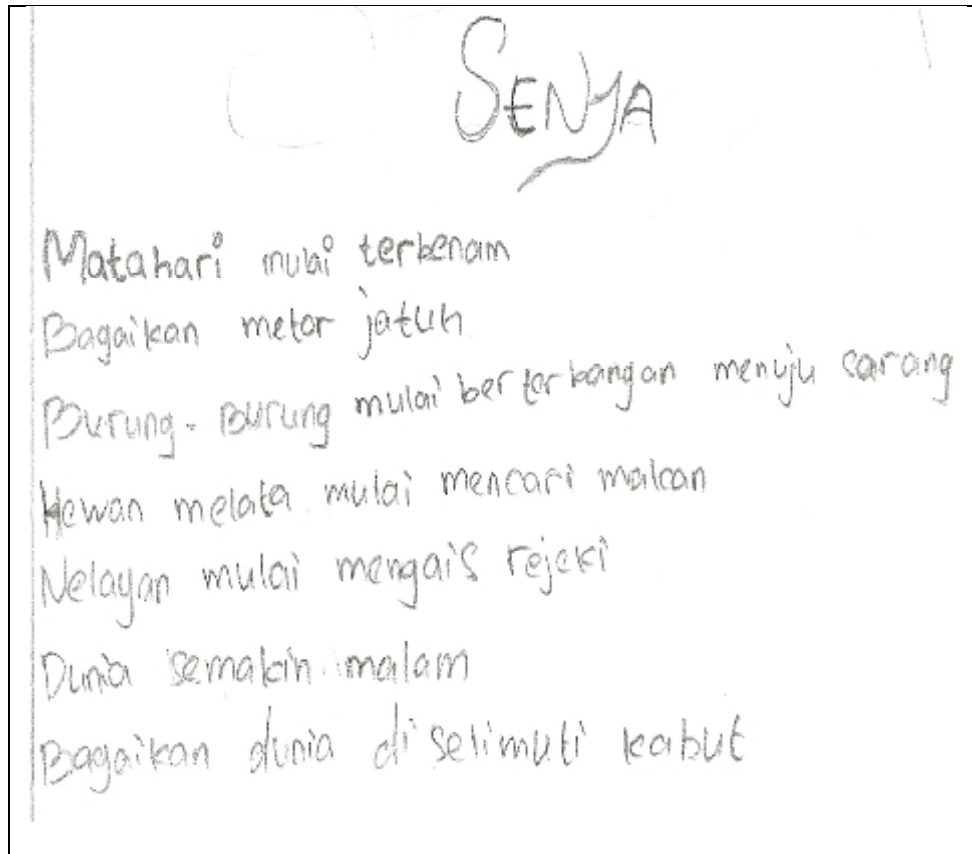 SENJA
Matahari mulai terbenam
Bagaikan metor jatuh
Burung-Burung mulai berterbangan menuju sarang
Hewan melata mulai mencari makan
Nelayan mulai mengais rejeki
Dunia semakin malam
Bagaikan dunia di selimuti kabut